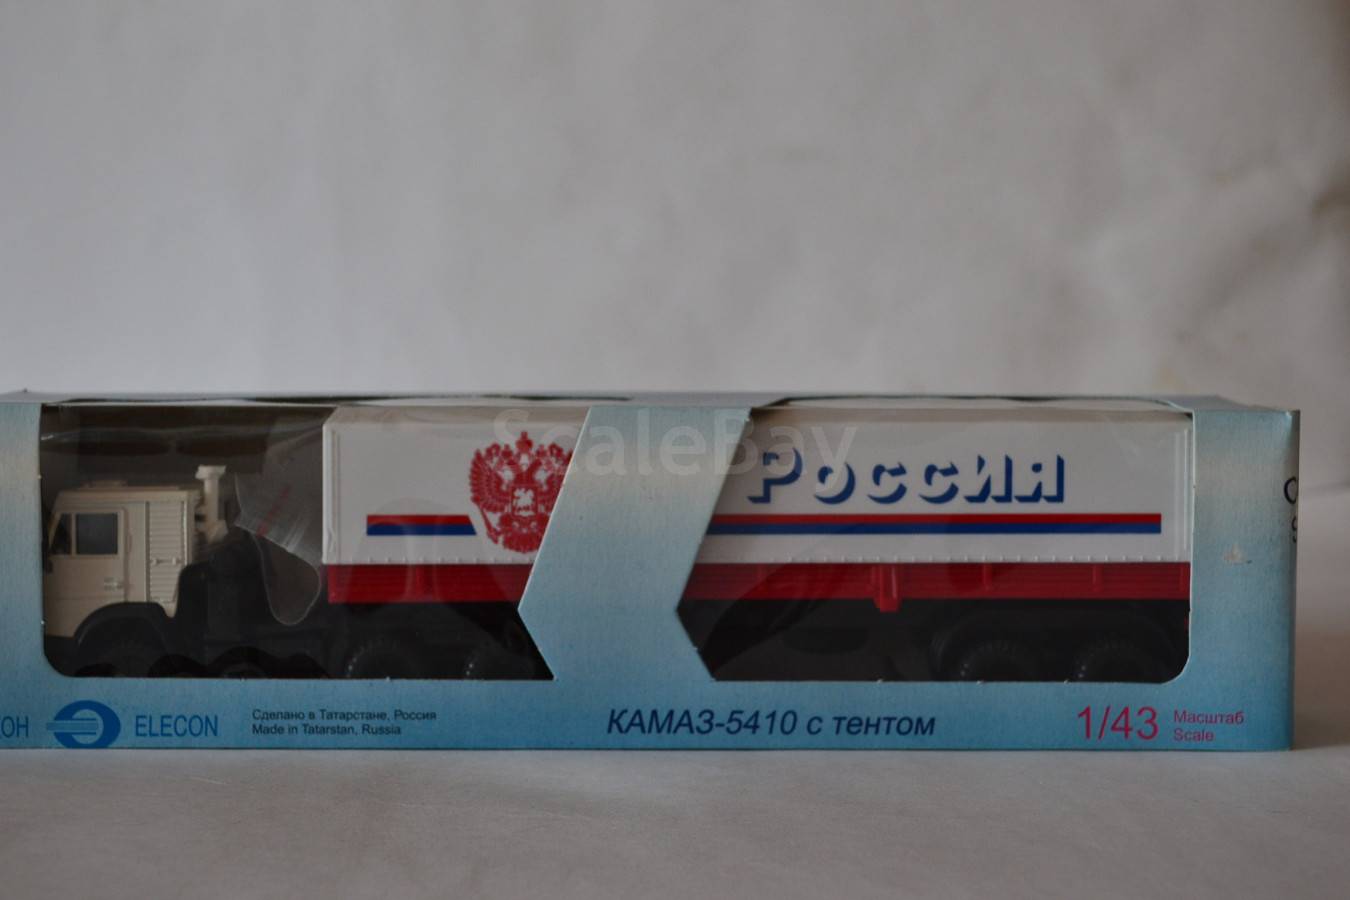 ScaleBay
Россия
ELECON
Сделано в Татарстане, Россия
Made in Tatarstan, Russia
КАМАЗ-5410 с тентом
1/43
Масштаб
Scale